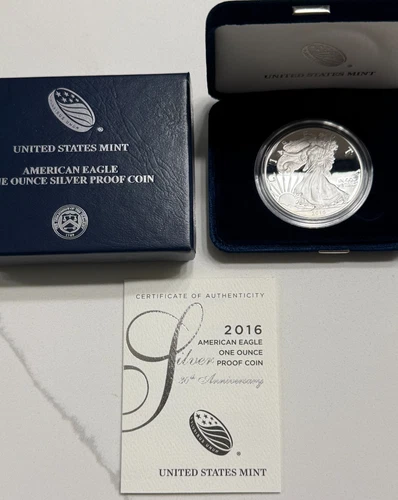 UNITED STATES MINT
UNITED STATES MINT
AMERICAN EAGLE
ONE OUNCE SILVER PROOF COIN
CERTIFICATE OF AUTHENTICITY
2016
AMERICAN EAGLE
ONE OUNCE
Silver PROOF COIN
30th Anniversary
UNITED STATES MINT